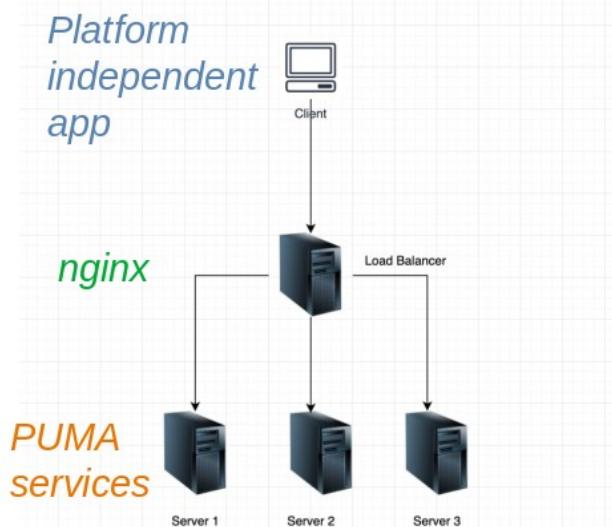 Platform
independent
app
Client
nginx
Load Balancer
PUMA
services
Server 1
Server 2
Server 3